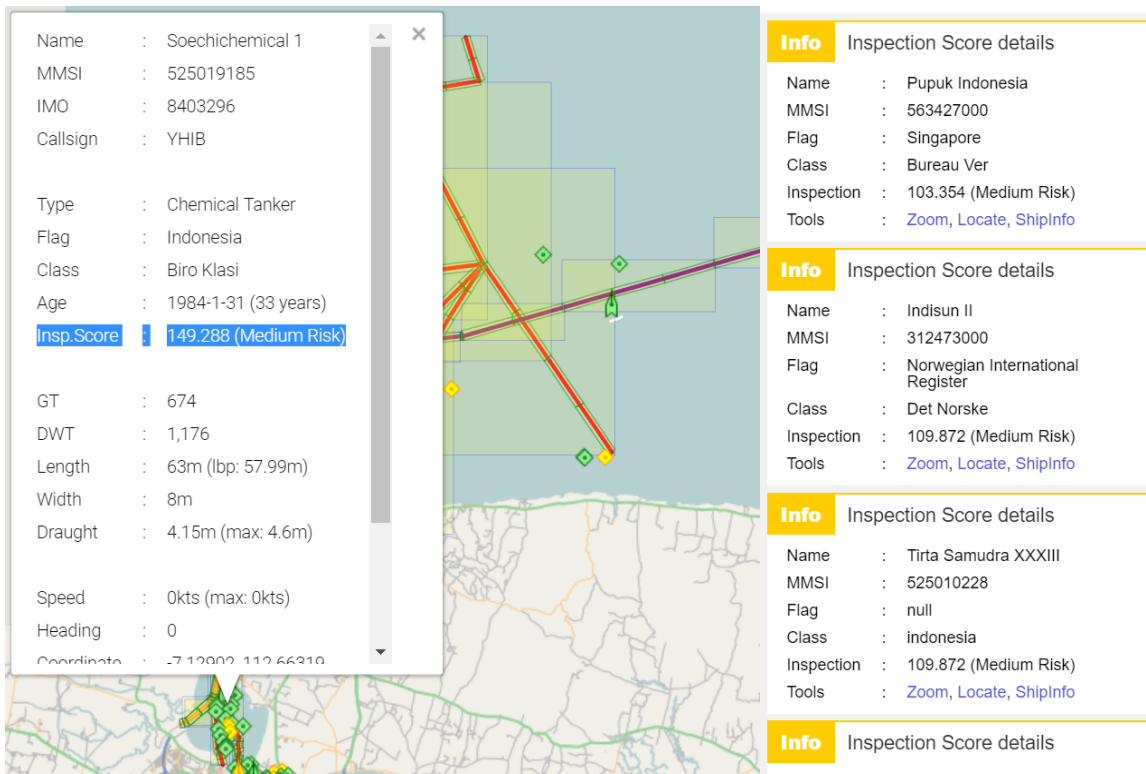 Name : Soechichemical 1
MMSI : 525019185
IMO : 8403296
Callsign : YHIB
Type : Chemical Tanker
Flag : Indonesia
Class : Biro Klasi
Age : 1984-1-31 (33 years)
Insp.Score : 149.288 (Medium Risk)
GT : 674
DWT : 1,176
Length : 63m (lbp: 57.99m)
Width : 8m
Draught : 4.15m (max: 4.6m)
Speed : 0kts (max: 0kts)
Heading : 0
Coordinate : -7.12902, 112.66319
Info Inspection Score details
Name : Pupuk Indonesia
MMSI : 563427000
Flag : Singapore
Class : Bureau Ver
Inspection : 103.354 (Medium Risk)
Tools : Zoom, Locate, ShipInfo
Info Inspection Score details
Name : Indisun II
MMSI : 312473000
Flag : Norwegian International
Register
Class : Det Norske
Inspection : 109.872 (Medium Risk)
Tools : Zoom, Locate, ShipInfo
Info Inspection Score details
Name : Tirta Samudra XXXIII
MMSI : 525010228
Flag : null
Class : indonesia
Inspection : 109.872 (Medium Risk)
Tools : Zoom, Locate, ShipInfo
Info Inspection Score details